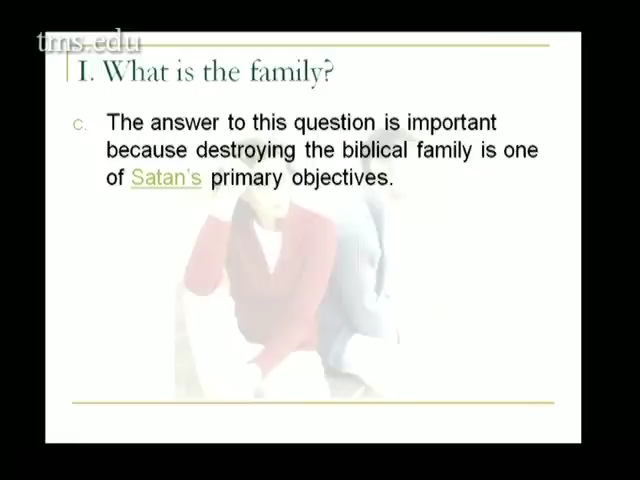 tms.edu
I. What is the family?
C. The answer to this question is important
because destroying the biblical family is one
of Satan's primary objectives.